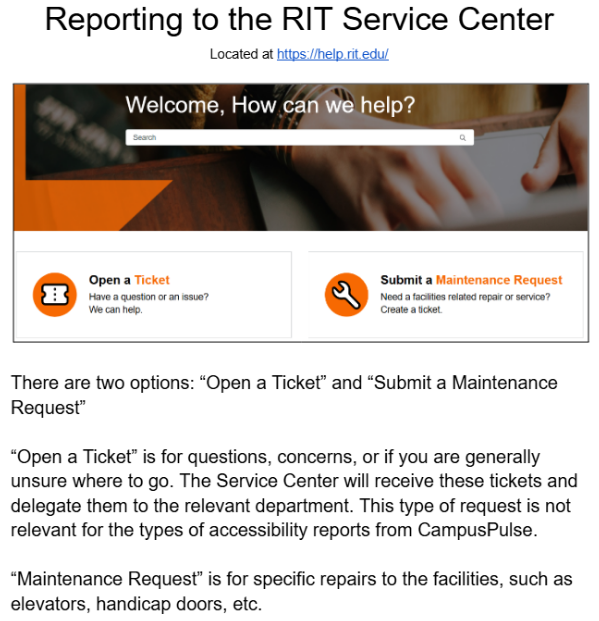 Reporting to the RIT Service Center
Located at https://help.rit.edu/
Welcome, How can we help?
Search
Open a Ticket
Have a question or an issue?
We can help.
Submit a Maintenance Request
Need a facilities related repair or service?
Create a ticket.
There are two options: “Open a Ticket” and “Submit a Maintenance
Request”
“Open a Ticket” is for questions, concerns, or if you are generally
unsure where to go. The Service Center will receive these tickets and
delegate them to the relevant department. This type of request is not
relevant for the types of accessibility reports from CampusPulse.
“Maintenance Request” is for specific repairs to the facilities, such as
elevators, handicap doors, etc.